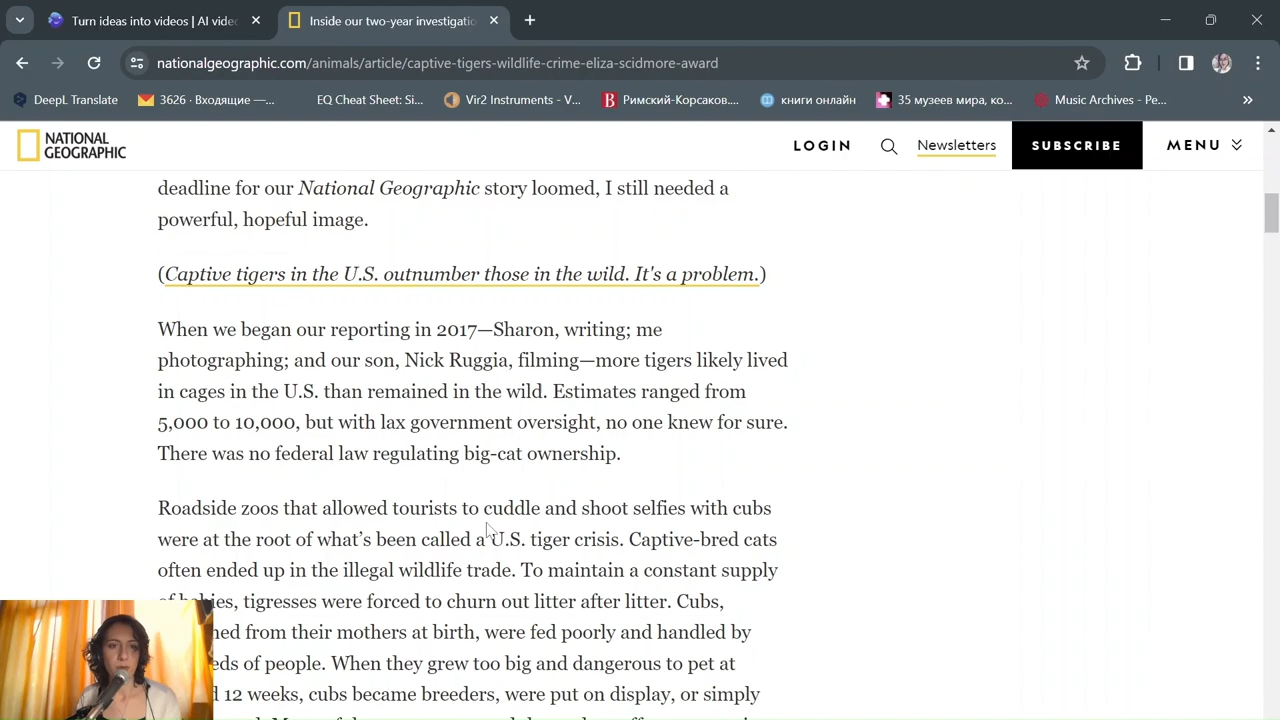 Turn ideas into videos | AI video
Inside our two-year investigatio
nationalgeographic.com/animals/article/captive-tigers-wildlife-crime-eliza-scidmore-award
DeepL Translate
3626 · Входящие —...
EQ Cheat Sheet: Si...
Vir2 Instruments - V...
Римский-Корсаков....
книги онлайн
35 музеев мира, ко...
Music Archives - Pe...
NATIONAL
GEOGRAPHIC
LOGIN
Newsletters
SUBSCRIBE
MENU
deadline for our National Geographic story loomed, I still needed a
powerful, hopeful image.
(Captive tigers in the U.S. outnumber those in the wild. It's a problem.)
When we began our reporting in 2017—Sharon, writing; me
photographing; and our son, Nick Ruggia, filming—more tigers likely lived
in cages in the U.S. than remained in the wild. Estimates ranged from
5,000 to 10,000, but with lax government oversight, no one knew for sure.
There was no federal law regulating big-cat ownership.
Roadside zoos that allowed tourists to cuddle and shoot selfies with cubs
were at the root of what's been called a U.S. tiger crisis. Captive-bred cats
often ended up in the illegal wildlife trade. To maintain a constant supply
of babies, tigresses were forced to churn out litter after litter. Cubs,
from their mothers at birth, were fed poorly and handled by
of people. When they grew too big and dangerous to pet at
12 weeks, cubs became breeders, were put on display, or simply